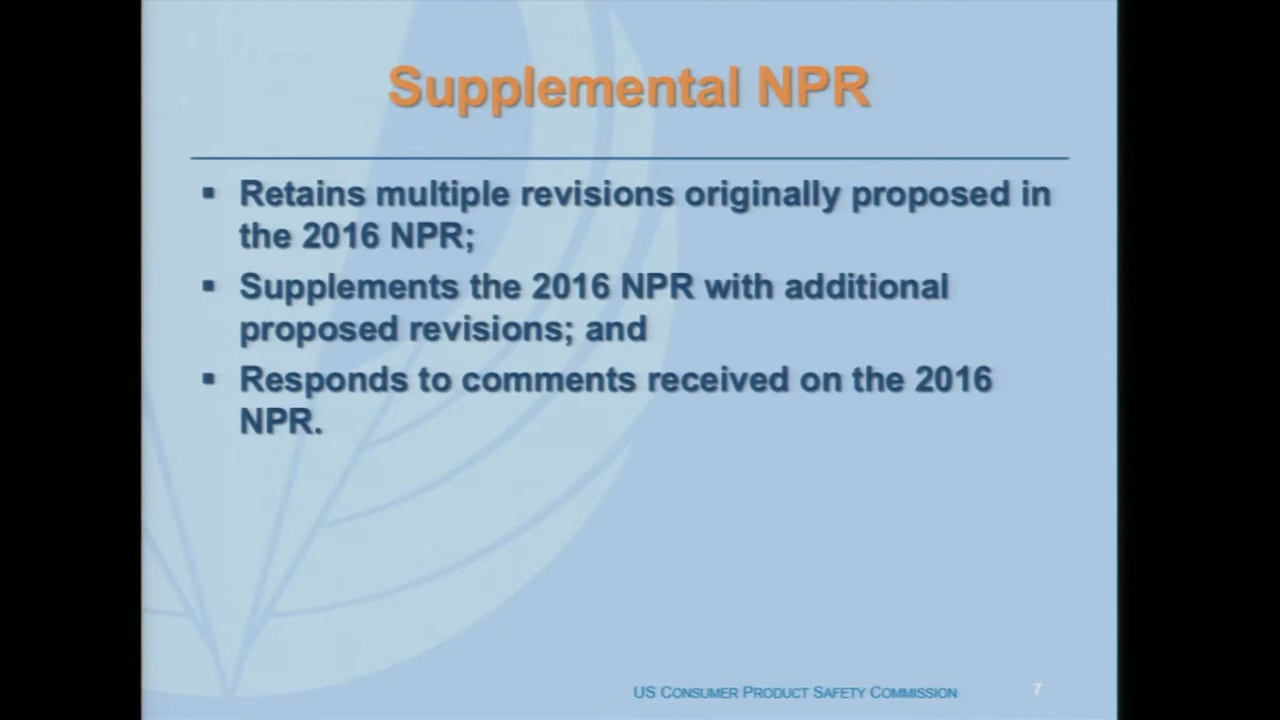 Supplemental NPR
▪ Retains multiple revisions originally proposed in
the 2016 NPR;
▪ Supplements the 2016 NPR with additional
proposed revisions; and
▪ Responds to comments received on the 2016
NPR.
US CONSUMER PRODUCT SAFETY COMMISSION 7